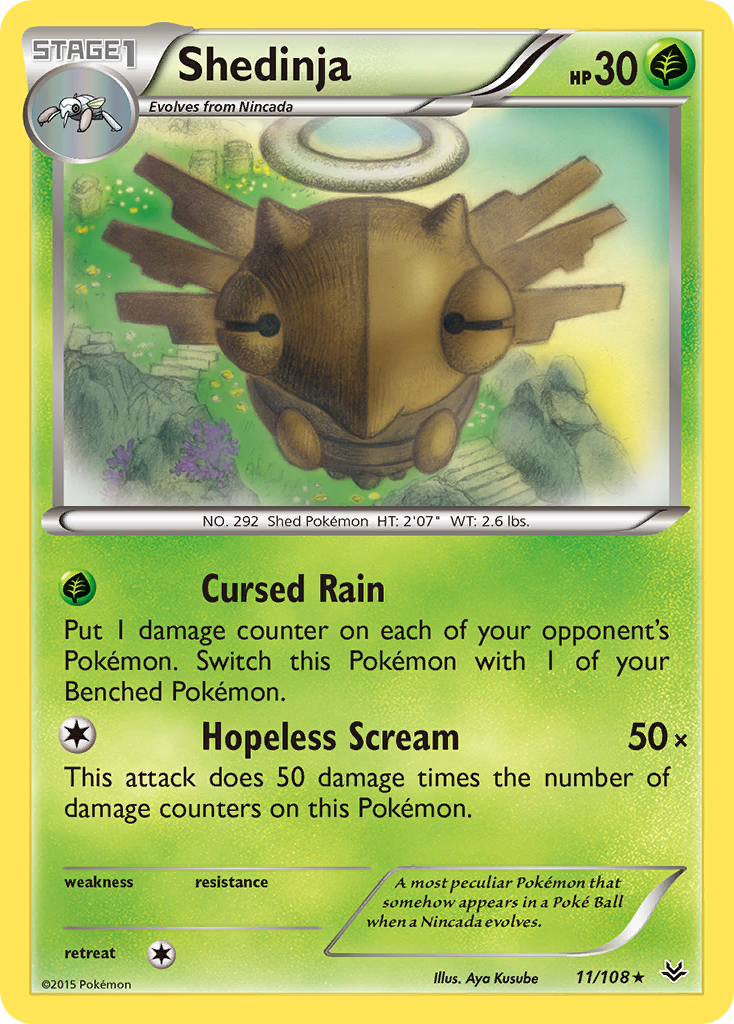 STAGE1
Shedinja
HP 30
Evolves from Nincada
NO. 292 Shed Pokémon HT: 2'07" WT: 2.6 lbs.
Cursed Rain
Put 1 damage counter on each of your opponent's
Pokémon. Switch this Pokémon with 1 of your
Benched Pokémon.
Hopeless Scream 50×
This attack does 50 damage times the number of
damage counters on this Pokémon.
weakness resistance
A most peculiar Pokémon that
somehow appears in a Poké Ball
when a Nincada evolves.
retreat
©2015 Pokémon
Illus. Aya Kusube
11/108 ★